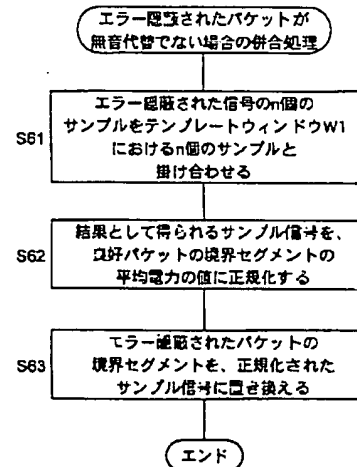 エラー隠蔽されたパケットが
無音代替でない場合の併合処理
S61
エラー隠蔽された信号のn個の
サンプルをテンプレートウィンドウW1
におけるn個のサンプルと
掛け合わせる
S62
結果として得られるサンプル信号を、
良好パケットの境界セグメントの
平均電力の値に正規化する
S63
エラー隠蔽されたパケットの
境界セグメントを、正規化された
サンプル信号に置き換える
エンド